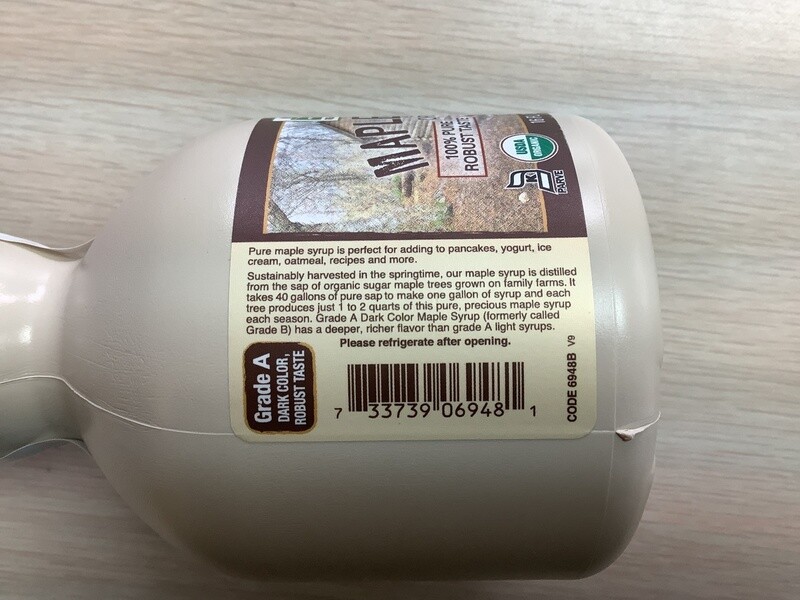 MAPLE
100% PURE
ROBUST TASTE
USDA
ORGANIC
K
PARVE
Pure maple syrup is perfect for adding to pancakes, yogurt, ice
cream, oatmeal, recipes and more.
Sustainably harvested in the springtime, our maple syrup is distilled
from the sap of organic sugar maple trees grown on family farms. It
takes 40 gallons of pure sap to make one gallon of syrup and each
tree produces just 1 to 2 quarts of this pure, precious maple syrup
each season. Grade A Dark Color Maple Syrup (formerly called
Grade B) has a deeper, richer flavor than grade A light syrups.
Please refrigerate after opening.
Grade A
DARK COLOR,
ROBUST TASTE
7 33739 06948 1
CODE 6948B V9